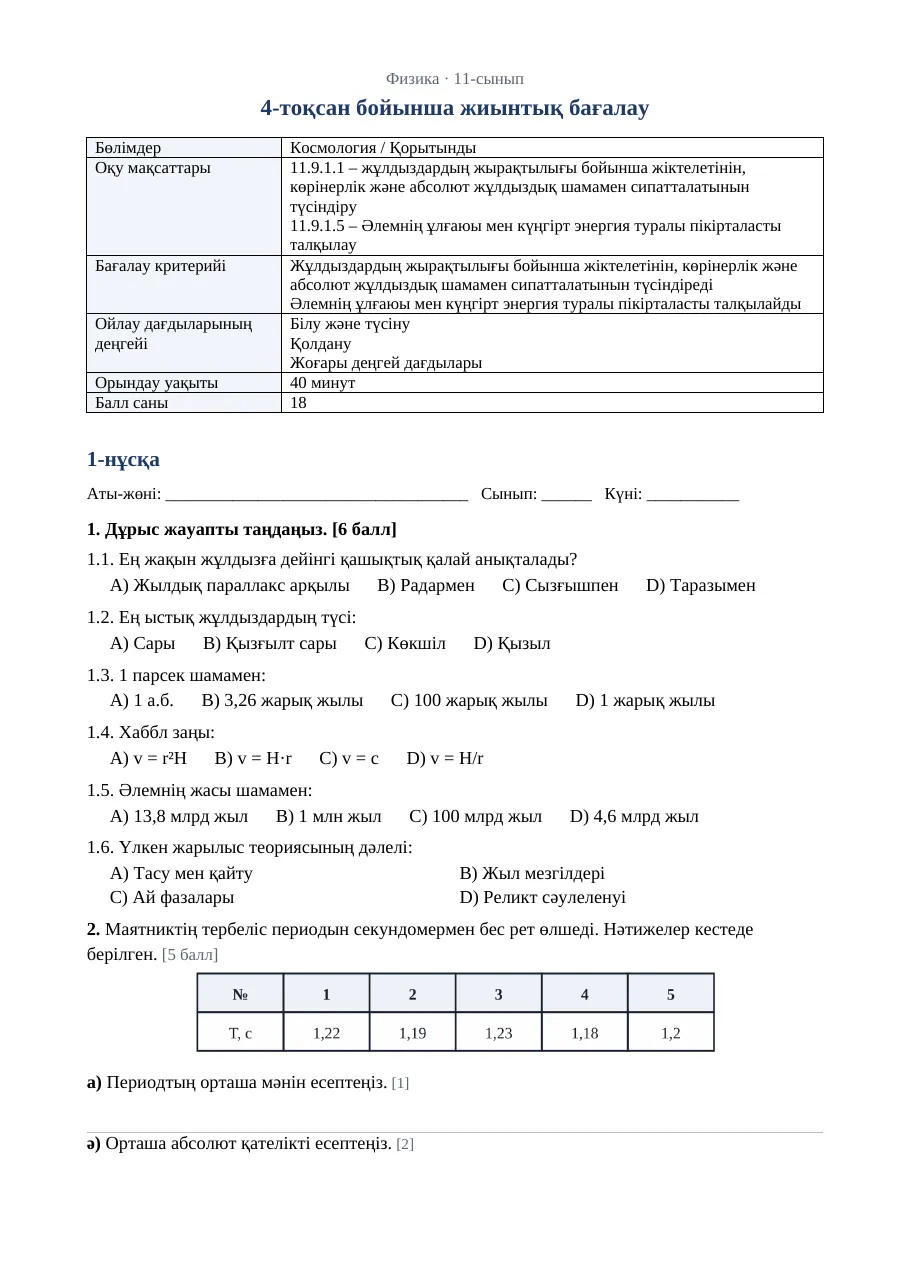 Физика · 11-сынып
4-тоқсан бойынша жиынтық бағалау
Бөлімдер Космология / Қорытынды
Оқу мақсаттары 11.9.1.1 – жұлдыздардың жырақтылығы бойынша жіктелетінін,
көрінерлік және абсолют жұлдыздық шамамен сипатталатынын
түсіндіру
11.9.1.5 – Әлемнің ұлғаюы мен күңгірт энергия туралы пікірталасты
талқылау
Бағалау критерийі Жұлдыздардың жырақтылығы бойынша жіктелетінін, көрінерлік және
абсолют жұлдыздық шамамен сипатталатынын түсіндіреді
Әлемнің ұлғаюы мен күңгірт энергия туралы пікірталасты талқылайды
Ойлау дағдыларының Білу және түсіну
деңгейі Қолдану
Жоғары деңгей дағдылары
Орындау уақыты 40 минут
Балл саны 18
1-нұсқа
Аты-жөні: ____________________________________ Сынып: ______ Күні: ___________
1. Дұрыс жауапты таңдаңыз. [6 балл]
1.1. Ең жақын жұлдызға дейінгі қашықтық қалай анықталады?
A) Жылдық параллакс арқылы B) Радармен C) Сызғышпен D) Таразымен
1.2. Ең ыстық жұлдыздардың түсі:
A) Сары B) Қызғылт сары C) Көкшіл D) Қызыл
1.3. 1 парсек шамамен:
A) 1 а.б. B) 3,26 жарық жылы C) 100 жарық жылы D) 1 жарық жылы
1.4. Хаббл заңы:
A) v = r²H B) v = H·r C) v = c D) v = H/r
1.5. Әлемнің жасы шамамен:
A) 13,8 млрд жыл B) 1 млн жыл C) 100 млрд жыл D) 4,6 млрд жыл
1.6. Үлкен жарылыс теориясының дәлелі:
A) Тасу мен қайту B) Жыл мезгілдері
C) Ай фазалары D) Реликт сәулеленуі
2. Маятниктің тербеліс периодын секундомермен бес рет өлшеді. Нәтижелер кестеде
берілген. [5 балл]
№ 1 2 3 4 5
T, с 1,22 1,19 1,23 1,18 1,2
а) Периодтың орташа мәнін есептеңіз. [1]
ә) Орташа абсолют қателікті есептеңіз. [2]